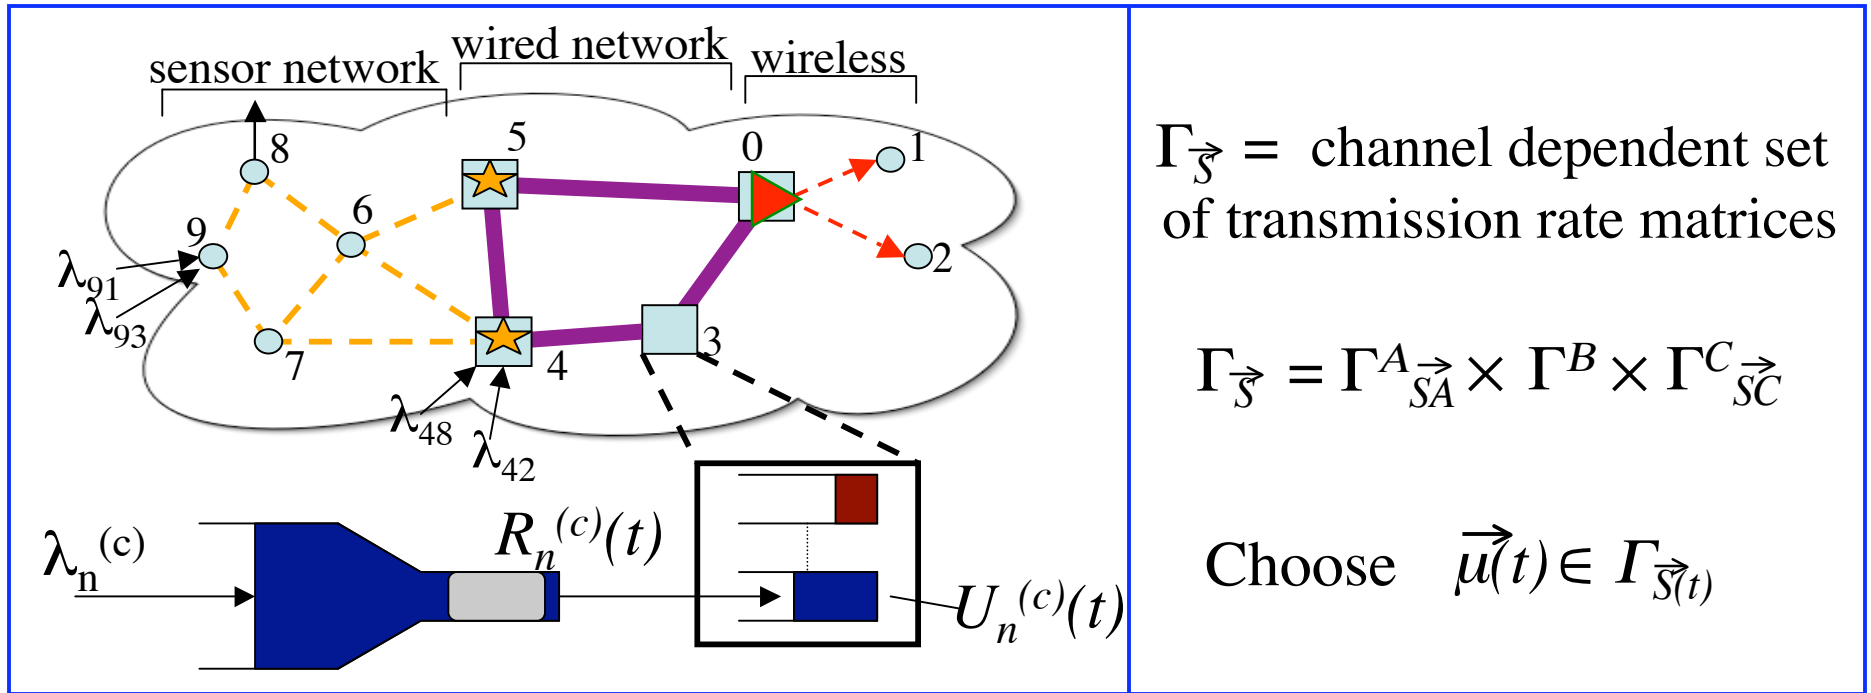 sensor network
wired network
wireless
8
5
0
1
9
6
2
λ91
λ93
7
4
3
λ48
λ42
λn(c)
Rn(c)(t)
Un(c)(t)
ΓS→ = channel dependent set
of transmission rate matrices
ΓS→ = ΓASA→ × ΓB × ΓCSC→
Choose μ→(t) ∈ ΓS→(t)